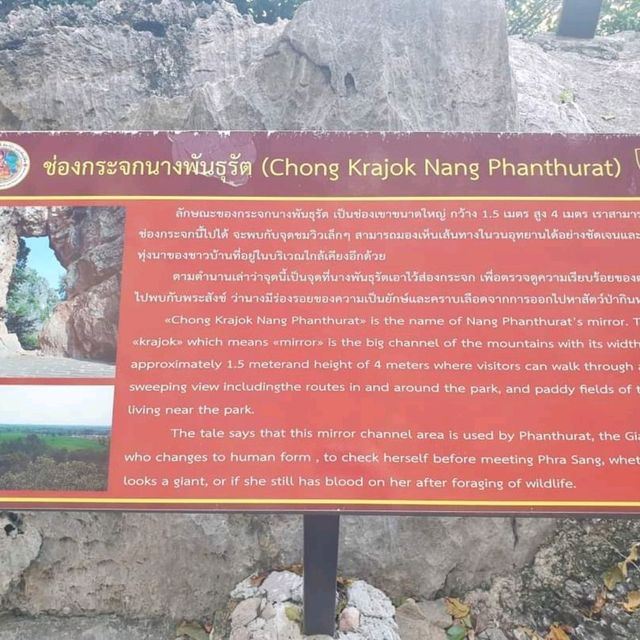 ช่องกระจกนางพันธุรัต (Chong Krajok Nang Phanthurat)
ลักษณะของกระจกนางพันธุรัต เป็นช่องเขาขนาดใหญ่ กว้าง 1.5 เมตร สูง 4 เมตร เราสามาร
ช่องกระจกนี้ไปได้ จะพบกับจุดชมวิวเล็กๆ สามารถมองเห็นเส้นทางในวนอุทยานได้อย่างชัดเจนและ
ทุ่งนาของชาวบ้านที่อยู่ในบริเวณใกล้เคียงอีกด้วย
ตามตำนานเล่าว่าจุดนี้เป็นจุดที่นางพันธุรัตเอาไว้ส่องกระจก เพื่อตรวจดูความเรียบร้อยของ
ไปพบกับพระสังข์ ว่านางมีร่องรอยของความเป็นยักษ์และคราบเลือดจากการออกไปหาสัตว์ป่ากิน
«Chong Krajok Nang Phanthurat» is the name of Nang Phanthurat's mirror. T
«krajok» which means «mirror» is the big channel of the mountains with its width
approximately 1.5 meterand height of 4 meters where visitors can walk through a
sweeping view includingthe routes in and around the park, and paddy fields of t
living near the park.
The tale says that this mirror channel area is used by Phanthurat, the Gia
who changes to human form , to check herself before meeting Phra Sang, whet
looks a giant, or if she still has blood on her after foraging of wildlife.